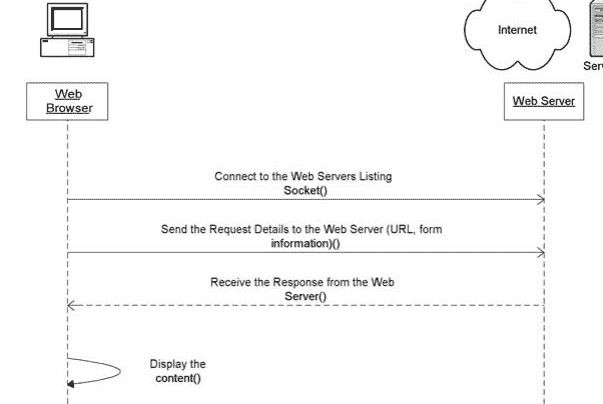 Internet
Web
Browser
Web Server
Connect to the Web Servers Listing
Socket()
Send the Request Details to the Web Server (URL, form
information)()
Receive the Response from the Web
Server()
Display the
content()